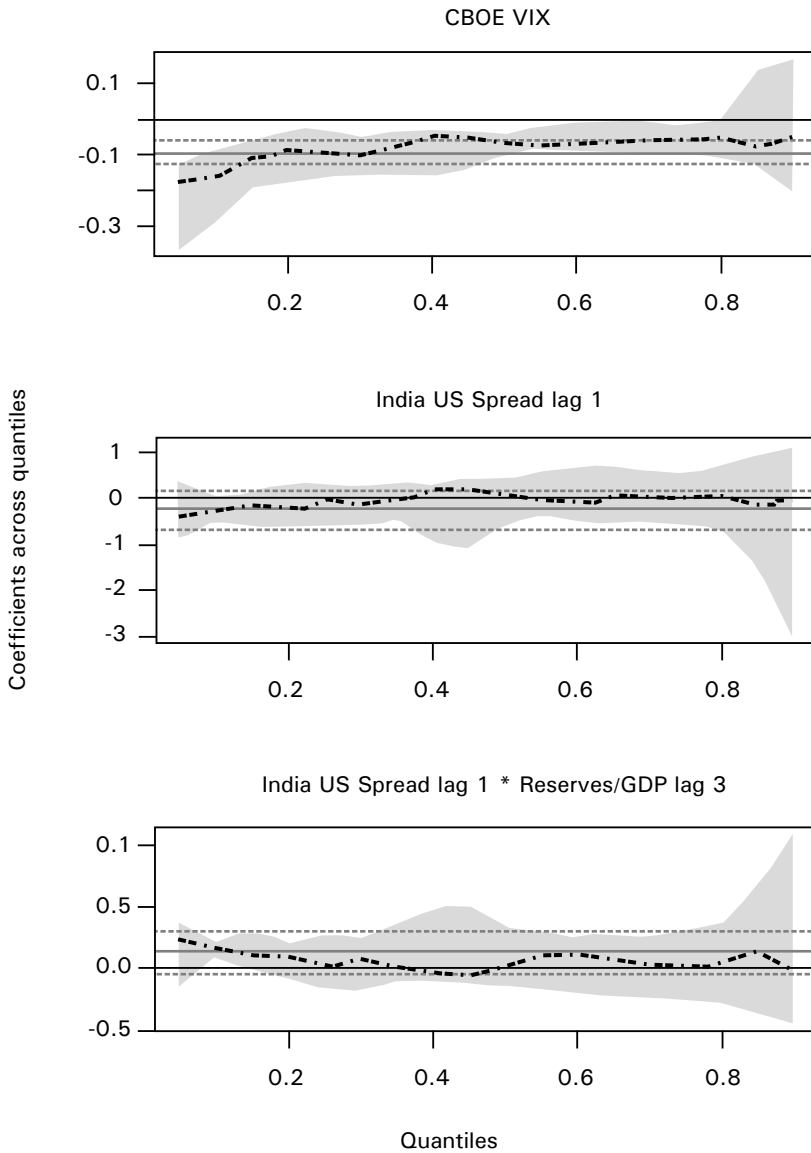 CBOE VIX
0.1
-0.1
-0.3
0.2 0.4 0.6 0.8
Coefficients across quantiles
India US Spread lag 1
1
0
-1
-2
-3
0.2 0.4 0.6 0.8
India US Spread lag 1 * Reserves/GDP lag 3
0.1
0.5
0.0
-0.5
0.2 0.4 0.6 0.8
Quantiles